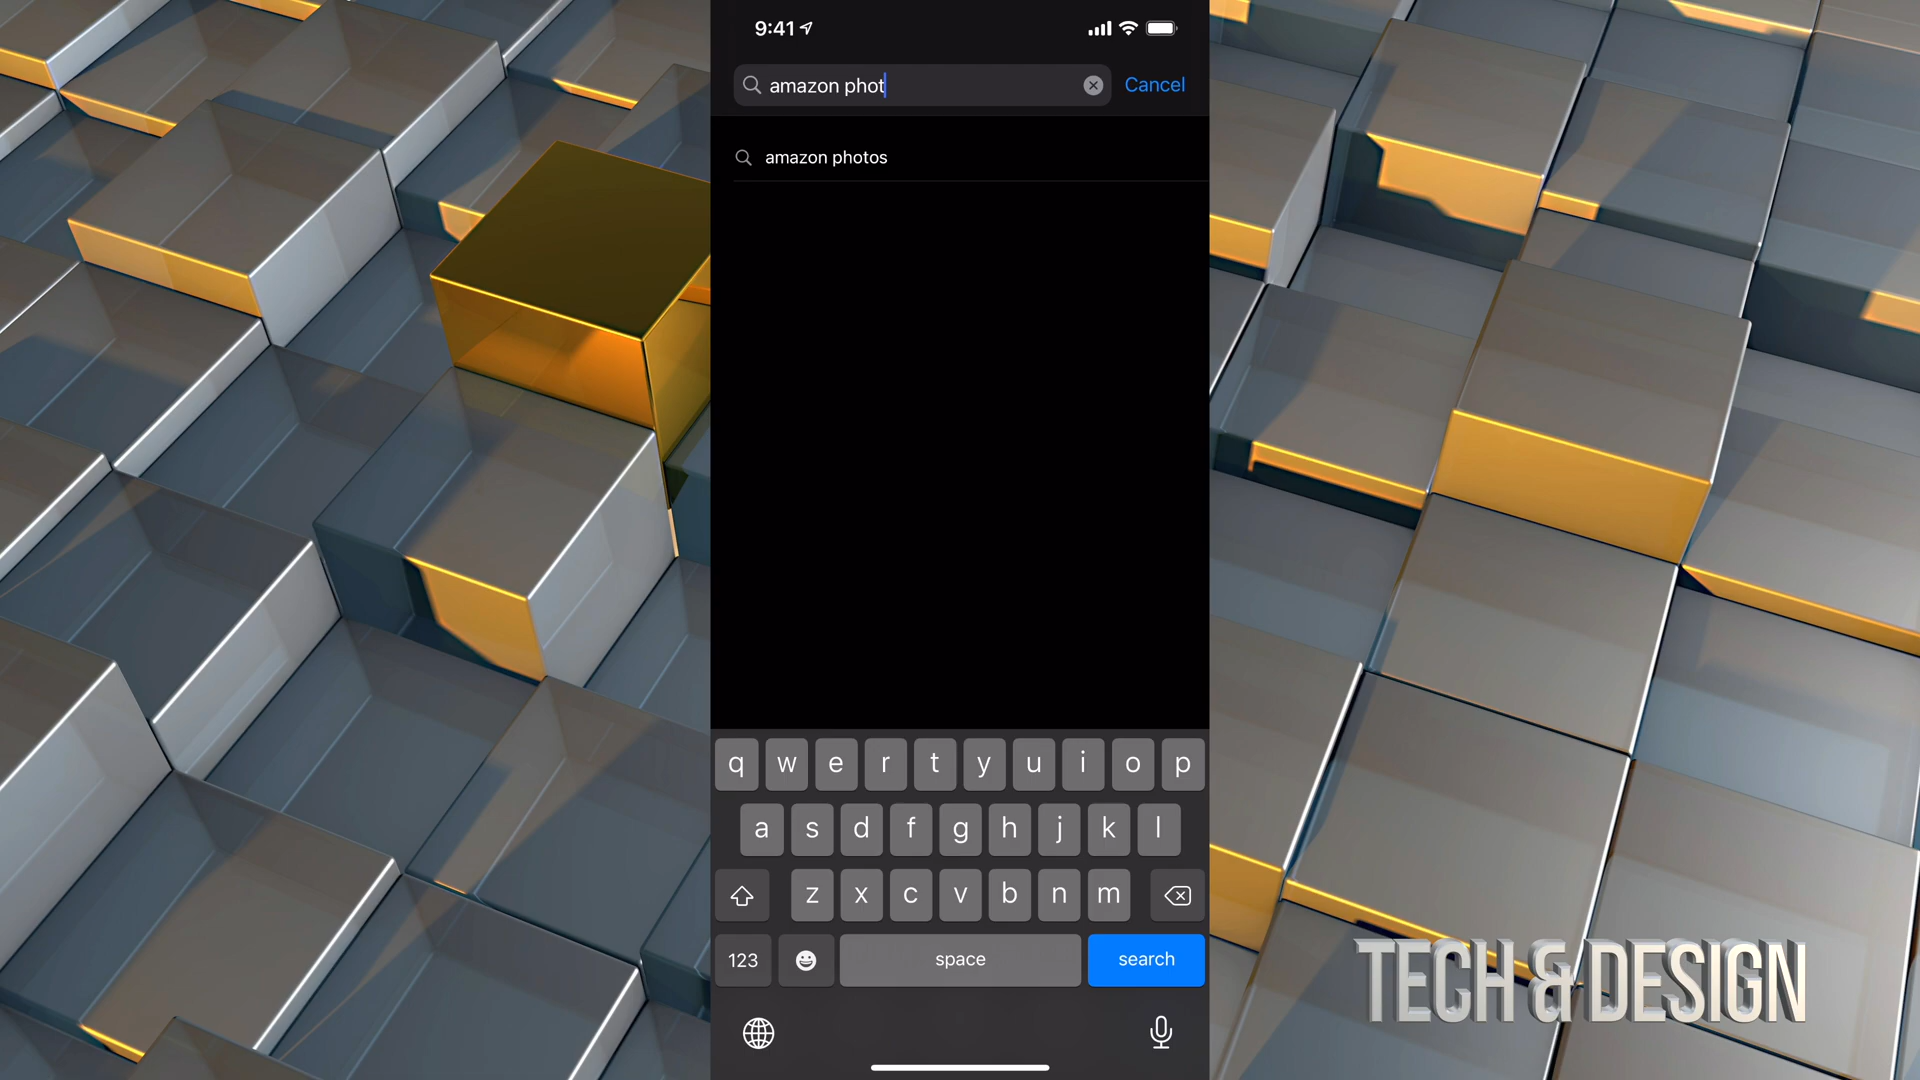 9:41
amazon phot
Cancel
amazon photos
q w e r t y u i o p
a s d f g h j k l
z x c v b n m
123 space search
TECH & DESIGN